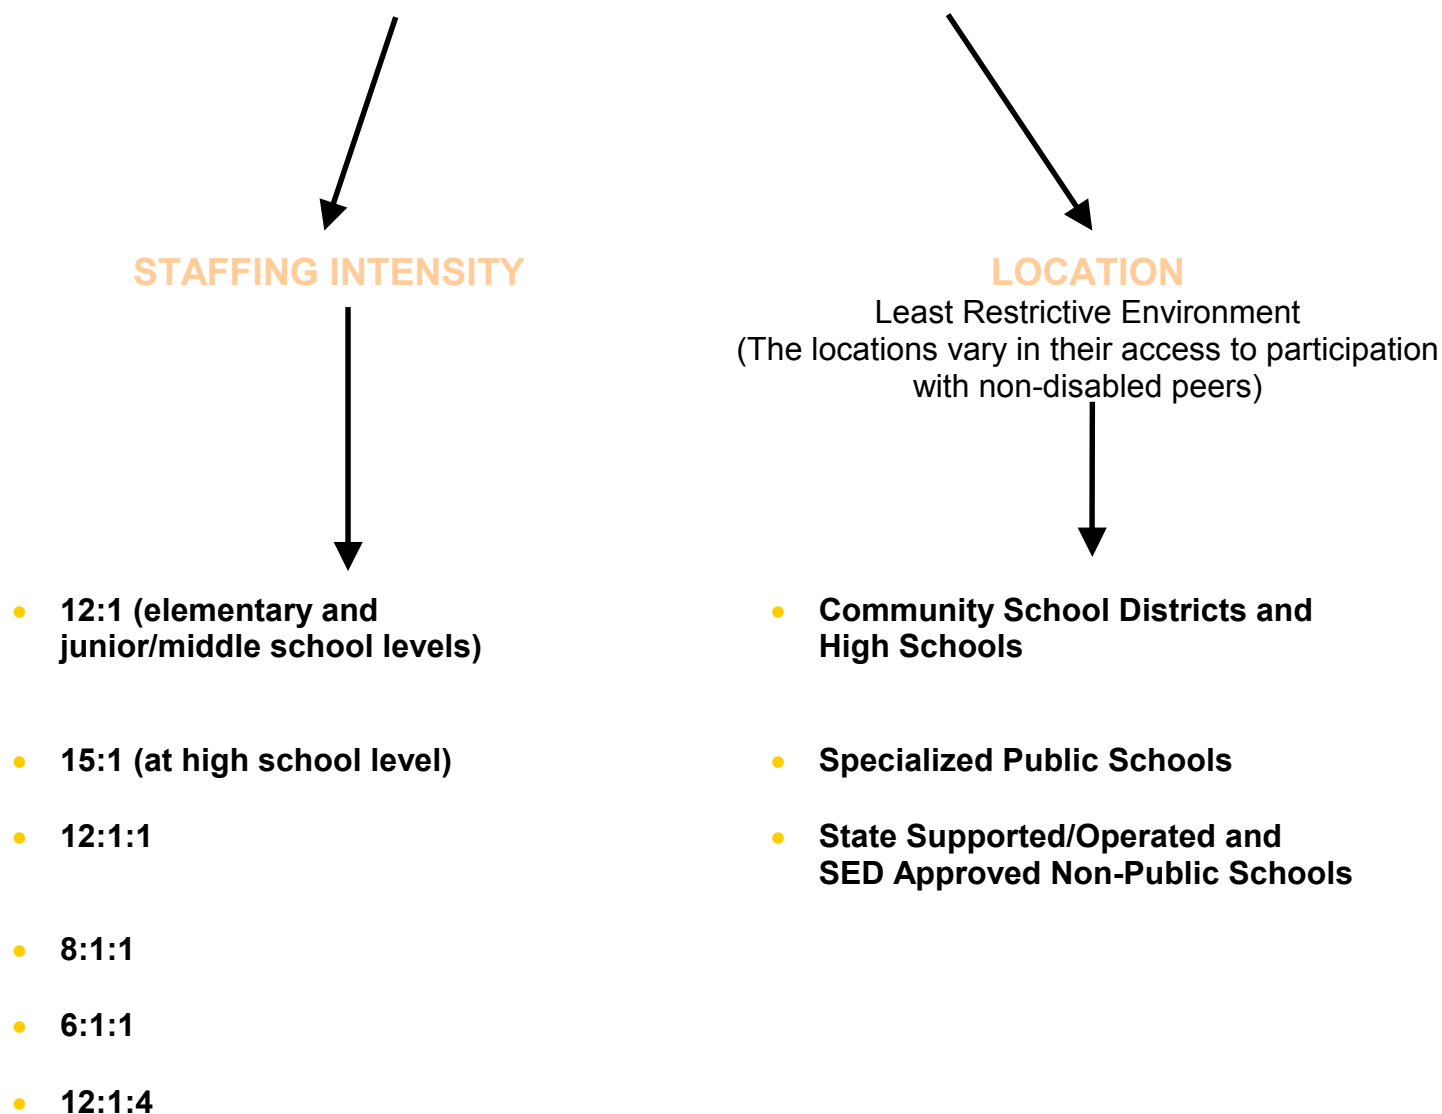 STAFFING INTENSITY
• 12:1 (elementary and
junior/middle school levels)
• 15:1 (at high school level)
• 12:1:1
• 8:1:1
• 6:1:1
• 12:1:4
LOCATION
Least Restrictive Environment
(The locations vary in their access to participation
with non-disabled peers)
• Community School Districts and
High Schools
• Specialized Public Schools
• State Supported/Operated and
SED Approved Non-Public Schools